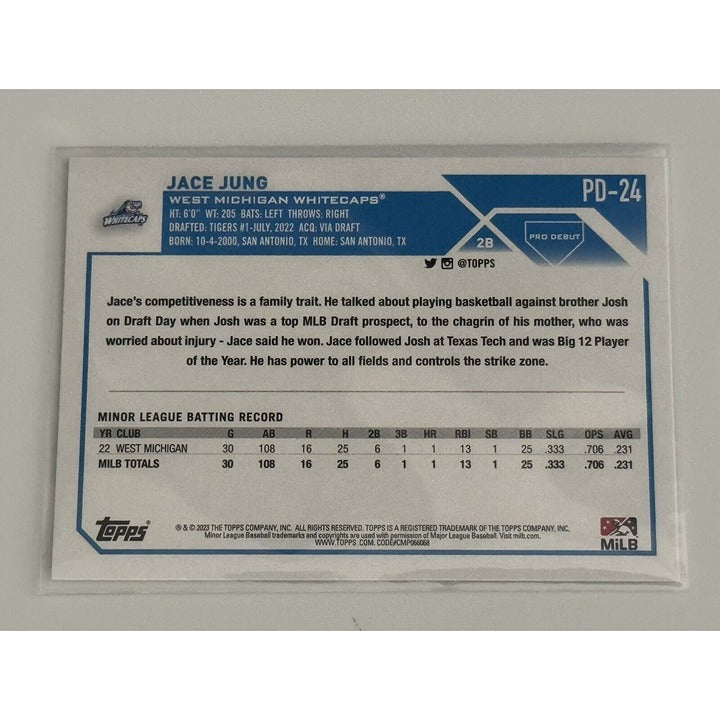 JACE JUNG
PD-24
WEST MICHIGAN WHITECAPS®
HT: 6'0" WT: 205 BATS: LEFT THROWS: RIGHT
DRAFTED: TIGERS #1-JULY, 2022 ACQ: VIA DRAFT
BORN: 10-4-2000, SAN ANTONIO, TX HOME: SAN ANTONIO, TX
WHITECAPS
2B
PRO DEBUT
@TOPPS
Jace's competitiveness is a family trait. He talked about playing basketball against brother Josh
on Draft Day when Josh was a top MLB Draft prospect, to the chagrin of his mother, who was
worried about injury - Jace said he won. Jace followed Josh at Texas Tech and was Big 12 Player
of the Year. He has power to all fields and controls the strike zone.
MINOR LEAGUE BATTING RECORD
YR CLUB G AB R H 2B 3B HR RBI SB BB SLG OPS AVG
22 WEST MICHIGAN 30 108 16 25 6 1 1 13 1 25 .333 .706 .231
MILB TOTALS 30 108 16 25 6 1 1 13 1 25 .333 .706 .231
topps
® & © 2023 THE TOPPS COMPANY, INC. ALL RIGHTS RESERVED. TOPPS IS A REGISTERED TRADEMARK OF THE TOPPS COMPANY, INC.
Minor League Baseball trademarks and copyrights are used with permission of Major League Baseball. Visit milb.com.
WWW.TOPPS.COM. CODE#CMP066068
MiLB